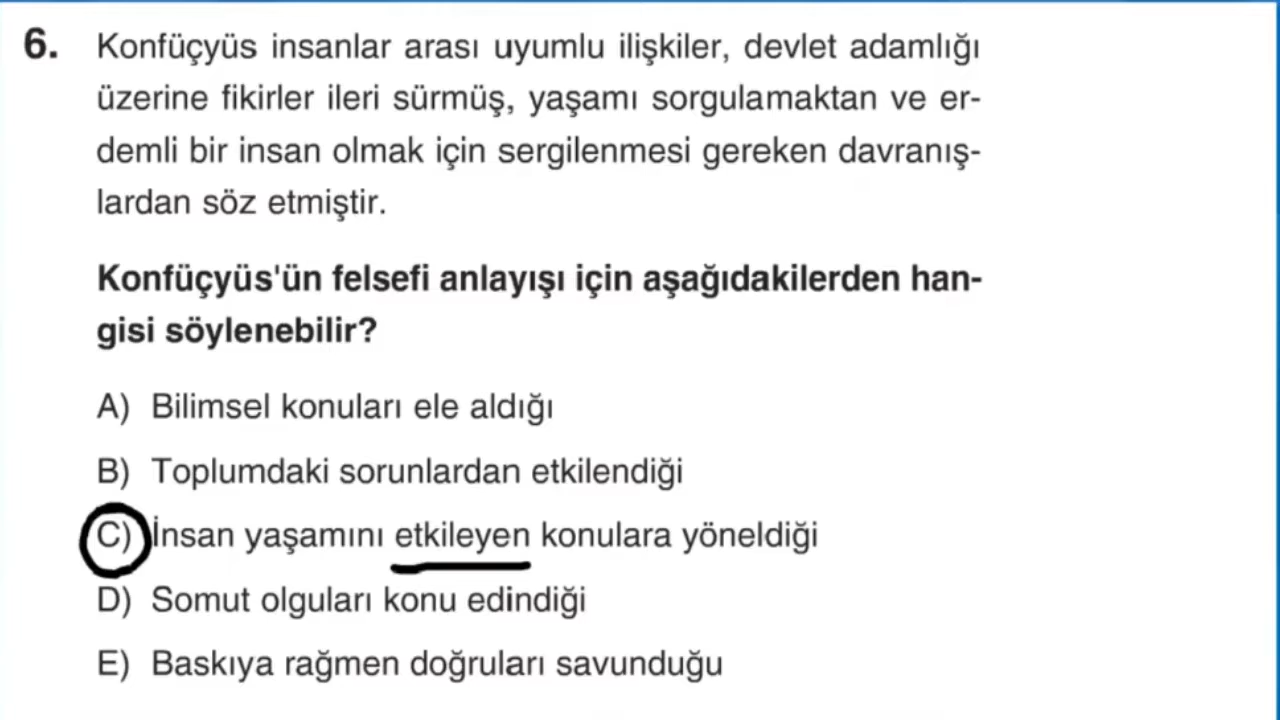 6. Konfüçyüs insanlar arası uyumlu ilişkiler, devlet adamlığı
üzerine fikirler ileri sürmüş, yaşamı sorgulamaktan ve er-
demli bir insan olmak için sergilenmesi gereken davranış-
lardan söz etmiştir.
Konfüçyüs'ün felsefi anlayışı için aşağıdakilerden han-
gisi söylenebilir?
A) Bilimsel konuları ele aldığı
B) Toplumdaki sorunlardan etkilendiği
C) İnsan yaşamını etkileyen konulara yöneldiği
D) Somut olguları konu edindiği
E) Baskıya rağmen doğruları savunduğu